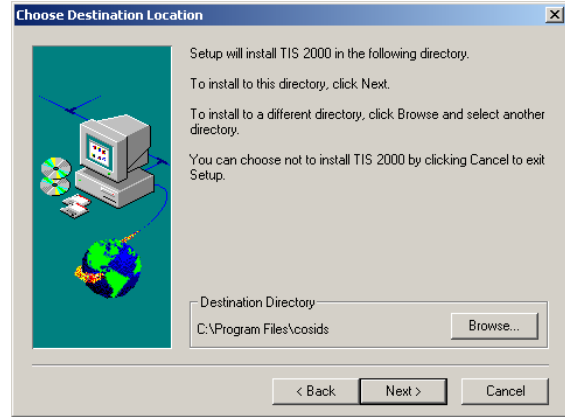 Choose Destination Location
Setup will install TIS 2000 in the following directory.
To install to this directory, click Next.
To install to a different directory, click Browse and select another
directory.
You can choose not to install TIS 2000 by clicking Cancel to exit
Setup.
Destination Directory
C:\Program Files\cosids
Browse...
< Back
Next >
Cancel